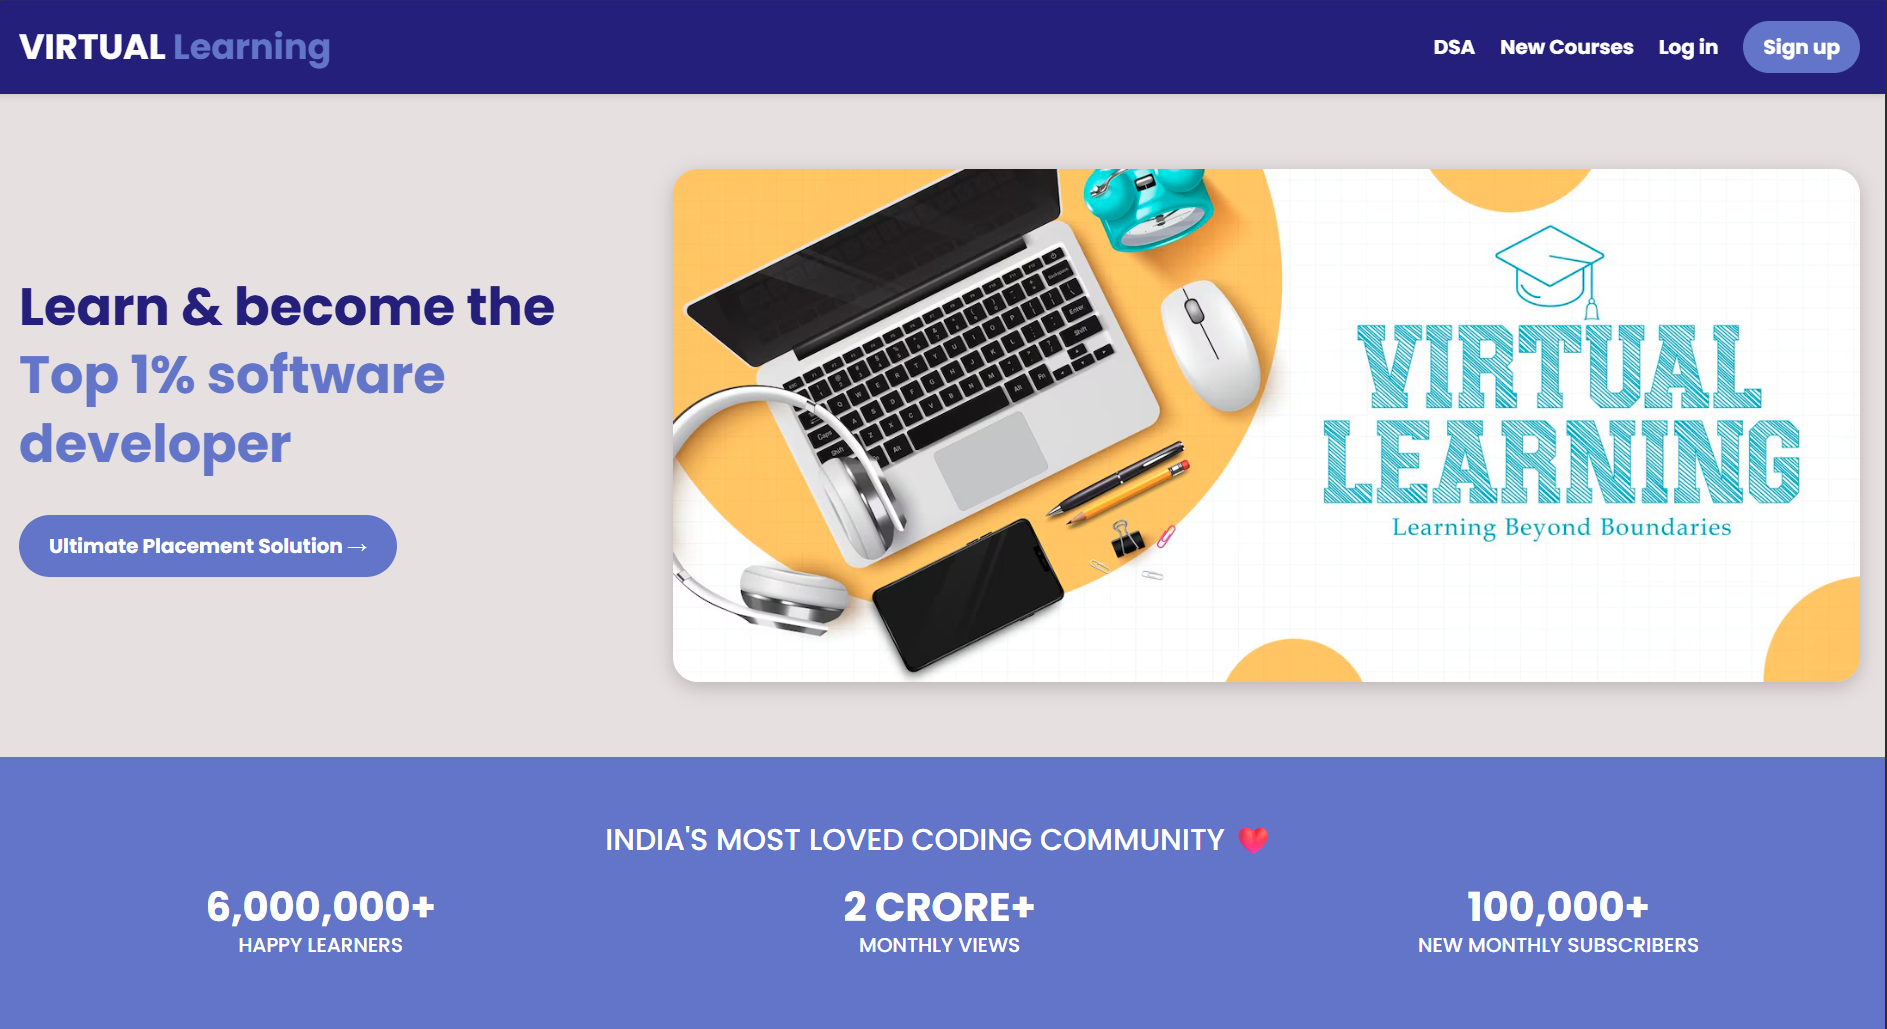 VIRTUAL Learning
DSA New Courses Log in Sign up
Learn & become the
Top 1% software
developer
Ultimate Placement Solution →
VIRTUAL
LEARNING
Learning Beyond Boundaries
INDIA'S MOST LOVED CODING COMMUNITY ❤️
6,000,000+
HAPPY LEARNERS
2 CRORE+
MONTHLY VIEWS
100,000+
NEW MONTHLY SUBSCRIBERS